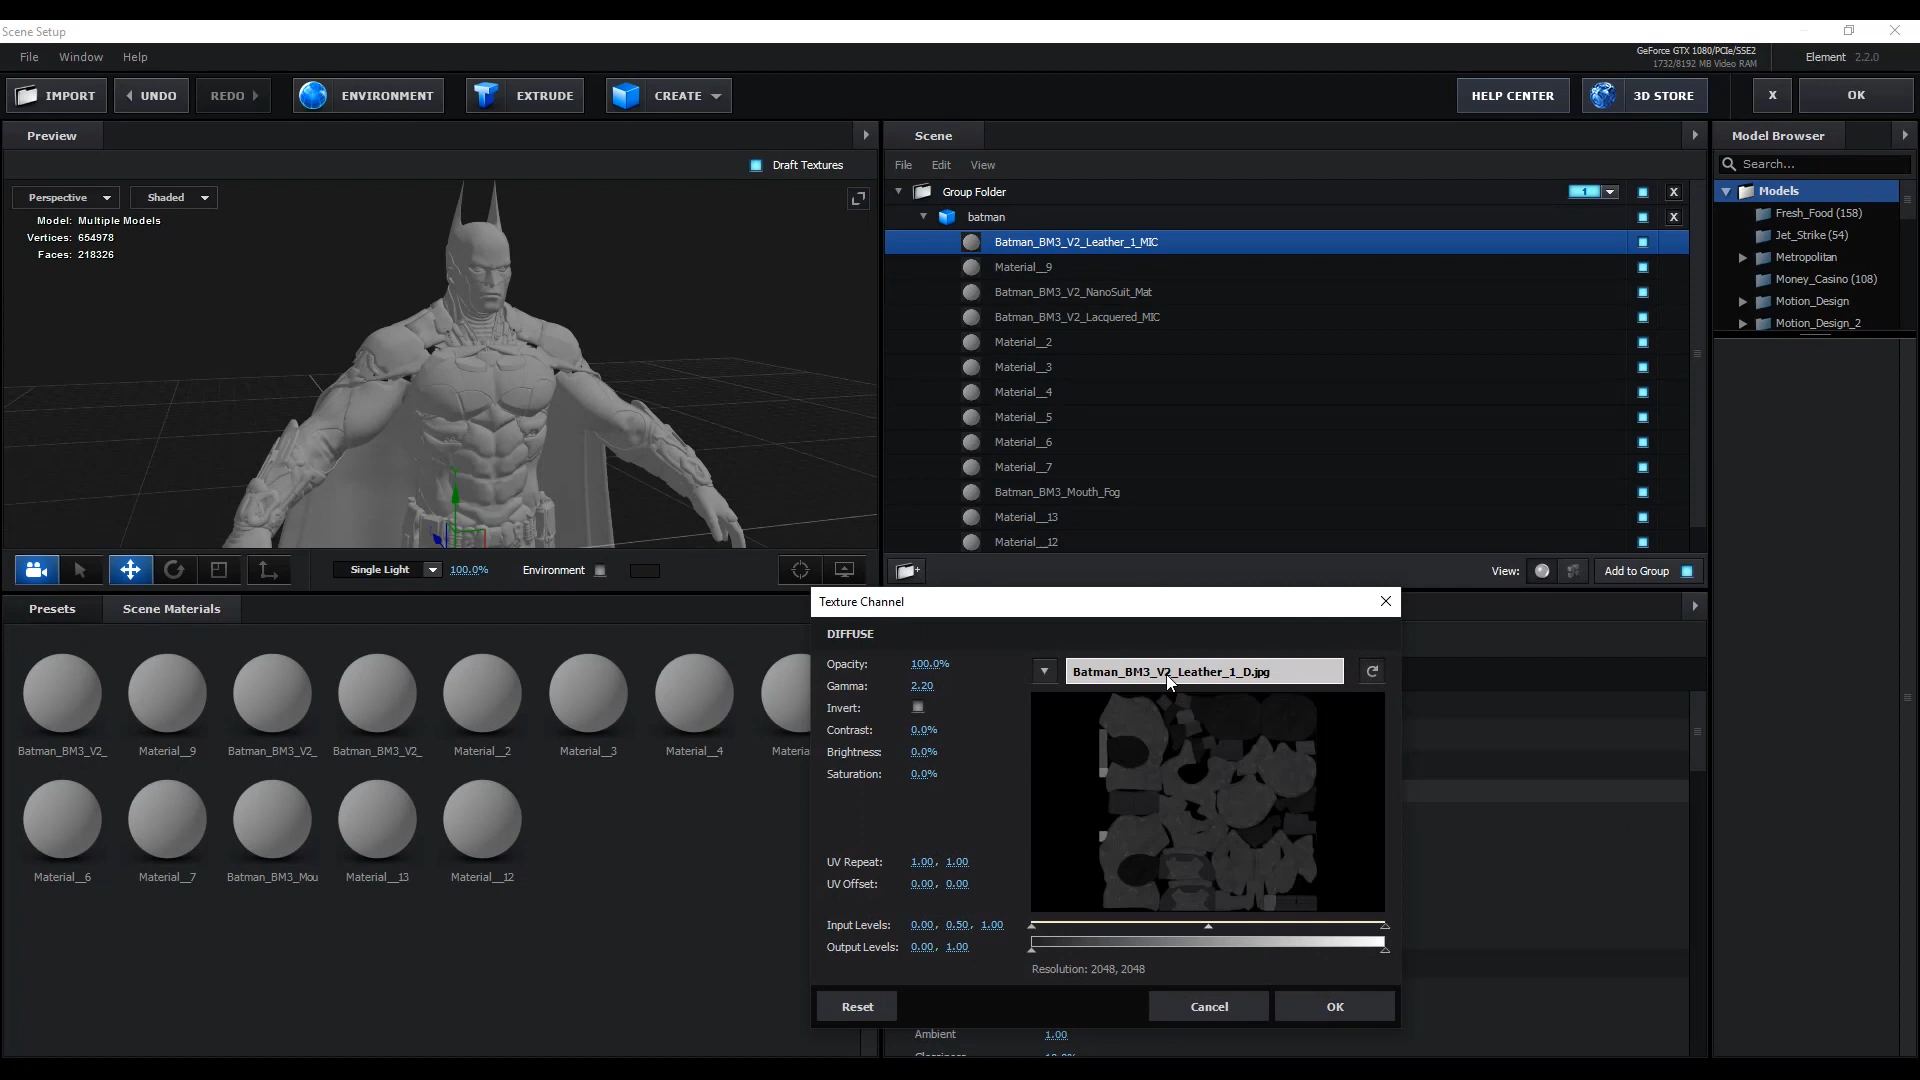 Scene Setup
File Window Help
GeForce GTX 1080/PCIe/SSE2
1732/8192 MB Video RAM
Element 2.2.0
IMPORT UNDO REDO ENVIRONMENT EXTRUDE CREATE HELP CENTER 3D STORE X OK
Preview
Draft Textures
Perspective Shaded
Model: Multiple Models
Vertices: 654978
Faces: 218326
Single Light 100.0% Environment
Scene
File Edit View
Group Folder 1 X
batman X
Batman_BM3_V2_Leather_1_MIC
Material__9
Batman_BM3_V2_NanoSuit_Mat
Batman_BM3_V2_Lacquered_MIC
Material__2
Material__3
Material__4
Material__5
Material__6
Material__7
Batman_BM3_Mouth_Fog
Material__13
Material__12
View: Add to Group
Model Browser
Search...
Models
Fresh_Food (158)
Jet_Strike (54)
Metropolitan
Money_Casino (108)
Motion_Design
Motion_Design_2
Presets Scene Materials
Batman_BM3_V2_ Material__9 Batman_BM3_V2_ Batman_BM3_V2_ Material__2 Material__3 Material__4 Materia
Material__6 Material__7 Batman_BM3_Mou Material__13 Material__12
Texture Channel
DIFFUSE
Opacity: 100.0%
Gamma: 2.20
Invert:
Contrast: 0.0%
Brightness: 0.0%
Saturation: 0.0%
UV Repeat: 1.00, 1.00
UV Offset: 0.00, 0.00
Input Levels: 0.00, 0.50, 1.00
Output Levels: 0.00, 1.00
Batman_BM3_V2_Leather_1_D.jpg
Resolution: 2048, 2048
Reset Cancel OK
Ambient 1.00